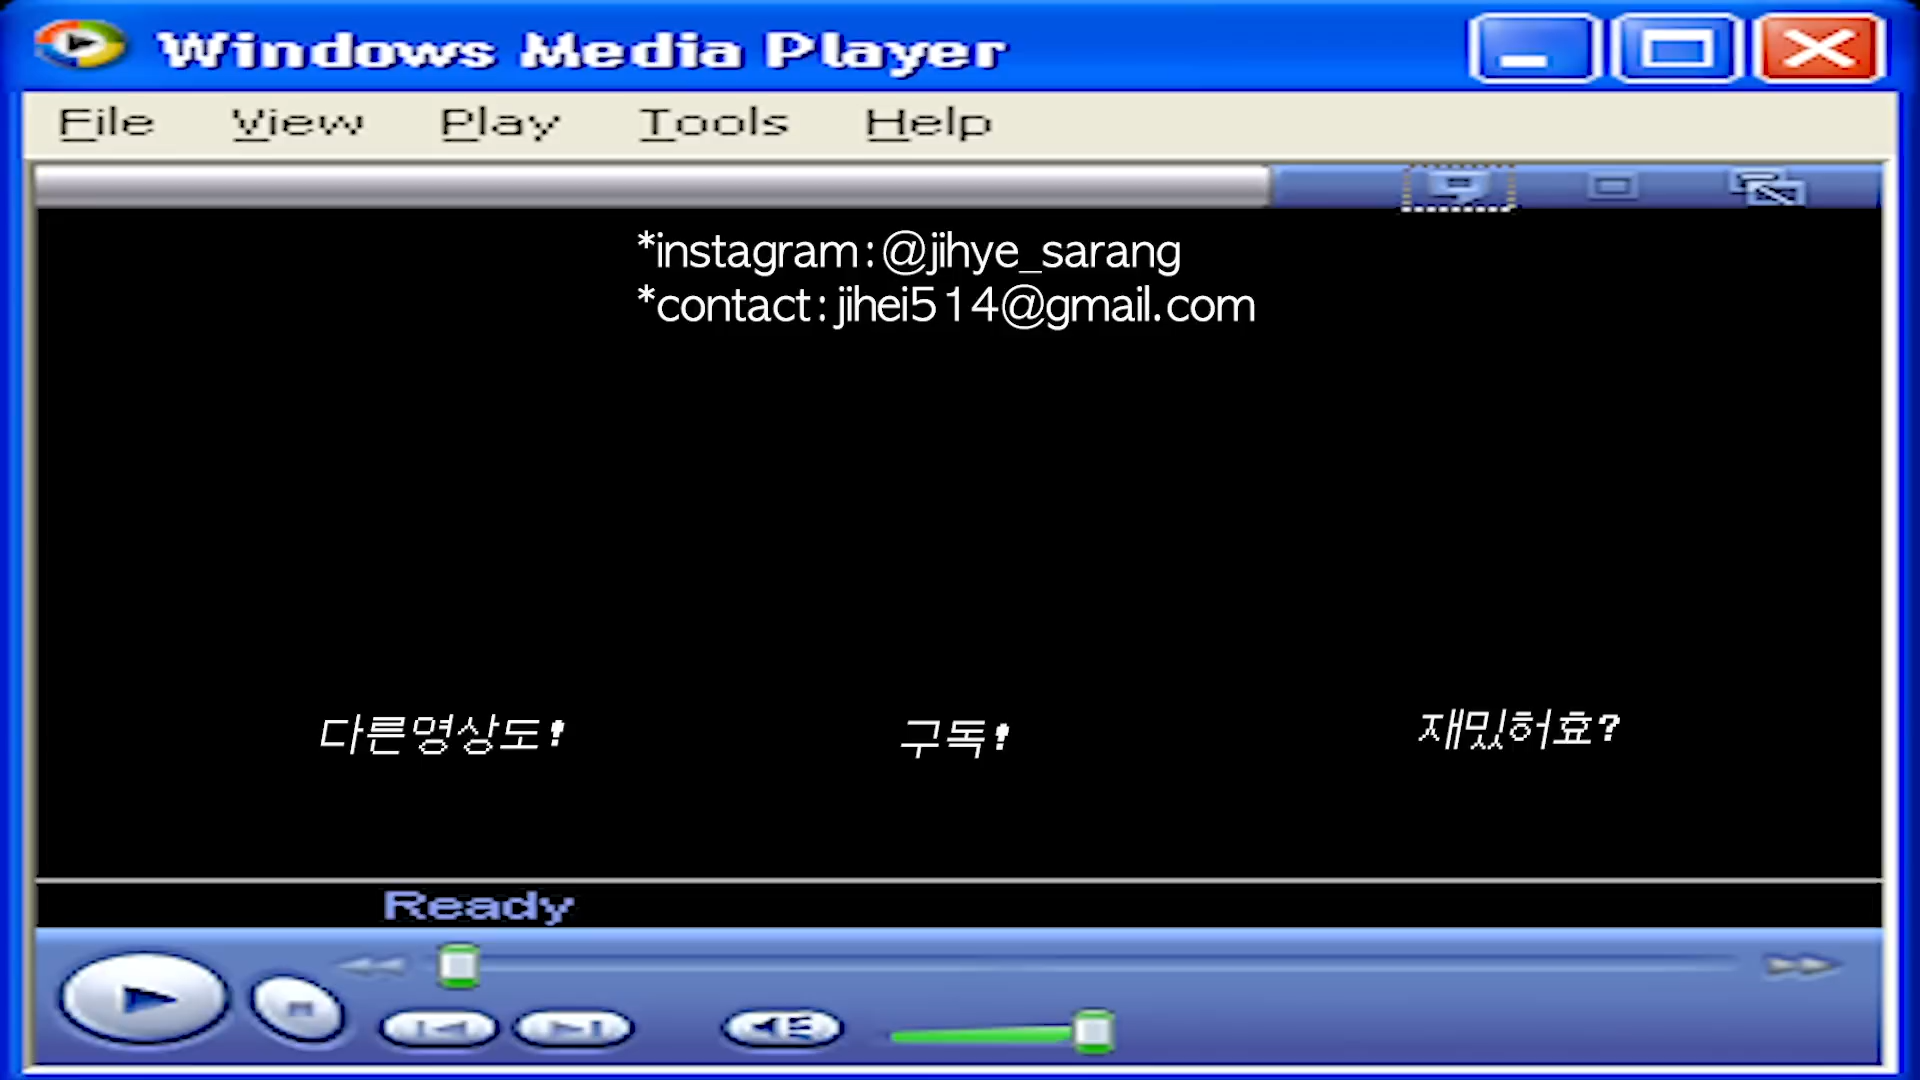 Windows Media Player
File View Play Tools Help
*instagram:@jihye_sarang
*contact:jihei514@gmail.com
다른영상도! 구독! 재밌허효?
Ready